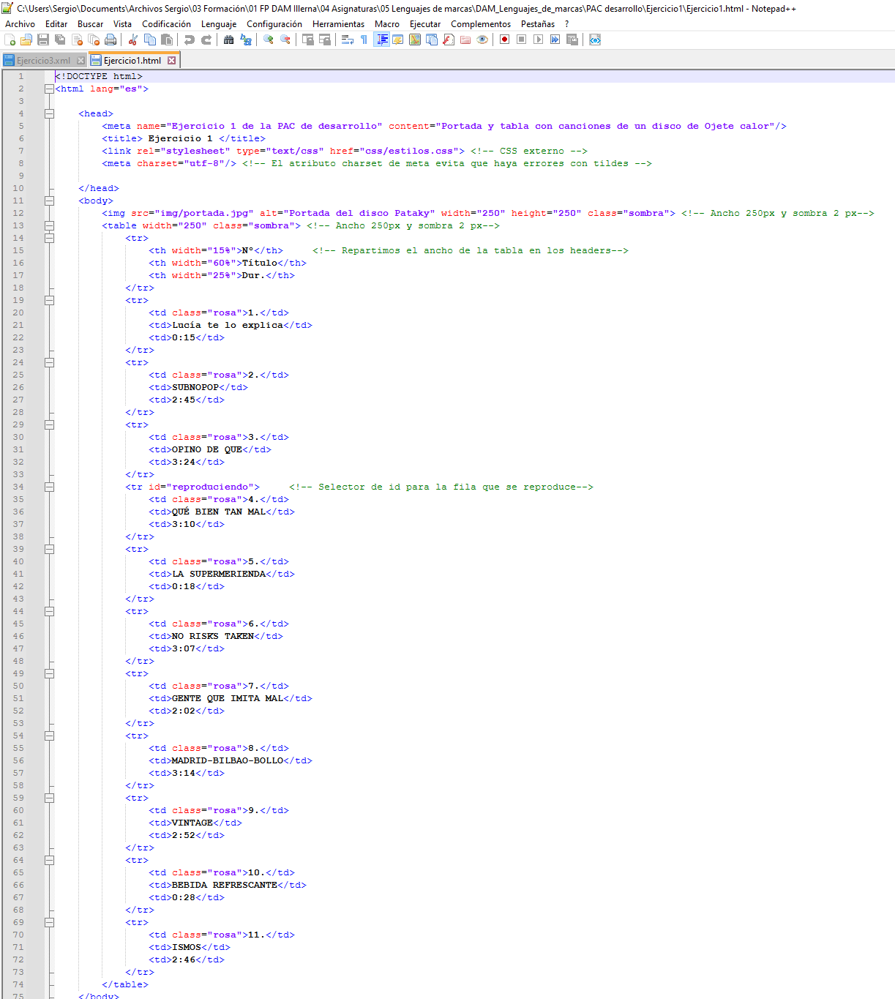 C:\Users\Sergio\Documents\Archivos Sergio\03 Formación\01 FP DAM Illerna\04 Asignaturas\05 Lenguajes de marcas\DAM_Lenguajes_de_marcas\PAC desarrollo\Ejercicio1\Ejercicio1.html - Notepad++
Archivo Editar Buscar Vista Codificación Lenguaje Configuración Herramientas Macro Ejecutar Complementos Pestañas ?
Ejercicio3.xml Ejercicio1.html
1 <!DOCTYPE html>
2 <html lang="es">
3
4 <head>
5 <meta name="Ejercicio 1 de la PAC de desarrollo" content="Portada y tabla con canciones de un disco de Ojete calor"/>
6 <title> Ejercicio 1 </title>
7 <link rel="stylesheet" type="text/css" href="css/estilos.css"> <!-- CSS externo -->
8 <meta charset="utf-8"/> <!-- El atributo charset de meta evita que haya errores con tildes -->
9
10 </head>
11 <body>
12 <img src="img/portada.jpg" alt="Portada del disco Pataky" width="250" height="250" class="sombra"> <!-- Ancho 250px y sombra 2 px-->
13 <table width="250" class="sombra"> <!-- Ancho 250px y sombra 2 px-->
14 <tr>
15 <th width="15%">Nº</th> <!-- Repartimos el ancho de la tabla en los headers-->
16 <th width="60%">Título</th>
17 <th width="25%">Dur.</th>
18 </tr>
19 <tr>
20 <td class="rosa">1.</td>
21 <td>Lucía te lo explica</td>
22 <td>0:15</td>
23 </tr>
24 <tr>
25 <td class="rosa">2.</td>
26 <td>SUBNOPOP</td>
27 <td>2:45</td>
28 </tr>
29 <tr>
30 <td class="rosa">3.</td>
31 <td>OPINO DE QUE</td>
32 <td>3:24</td>
33 </tr>
34 <tr id="reproduciendo"> <!-- Selector de id para la fila que se reproduce-->
35 <td class="rosa">4.</td>
36 <td>QUÉ BIEN TAN MAL</td>
37 <td>3:10</td>
38 </tr>
39 <tr>
40 <td class="rosa">5.</td>
41 <td>LA SUPERMERIENDA</td>
42 <td>0:18</td>
43 </tr>
44 <tr>
45 <td class="rosa">6.</td>
46 <td>NO RISKS TAKEN</td>
47 <td>3:07</td>
48 </tr>
49 <tr>
50 <td class="rosa">7.</td>
51 <td>GENTE QUE IMITA MAL</td>
52 <td>2:02</td>
53 </tr>
54 <tr>
55 <td class="rosa">8.</td>
56 <td>MADRID-BILBAO-BOLLO</td>
57 <td>3:14</td>
58 </tr>
59 <tr>
60 <td class="rosa">9.</td>
61 <td>VINTAGE</td>
62 <td>2:52</td>
63 </tr>
64 <tr>
65 <td class="rosa">10.</td>
66 <td>BEBIDA REFRESCANTE</td>
67 <td>0:28</td>
68 </tr>
69 <tr>
70 <td class="rosa">11.</td>
71 <td>ISMOS</td>
72 <td>2:46</td>
73 </tr>
74 </table>
75 </body>